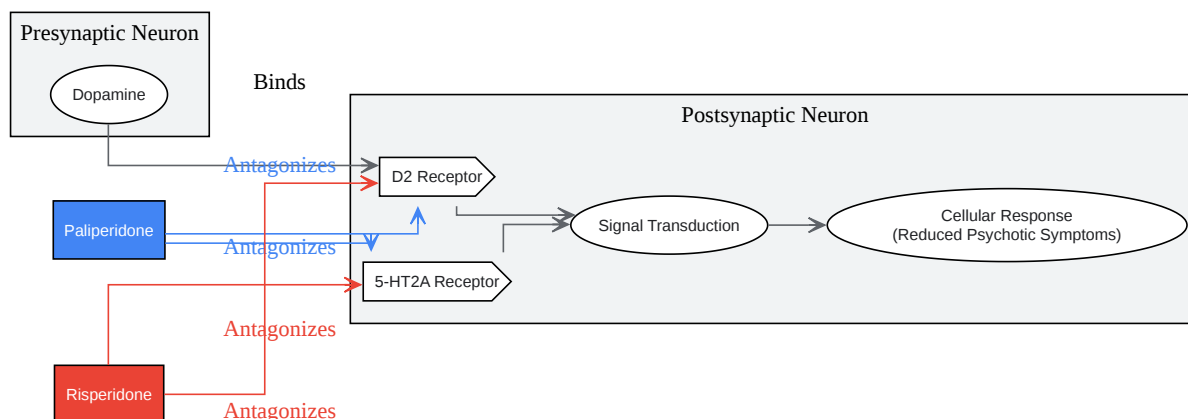 Presynaptic Neuron
Dopamine
Binds
Postsynaptic Neuron
Antagonizes
D2 Receptor
Paliperidone
Antagonizes
Signal Transduction
Cellular Response
(Reduced Psychotic Symptoms)
5-HT2A Receptor
Antagonizes
Risperidone
Antagonizes